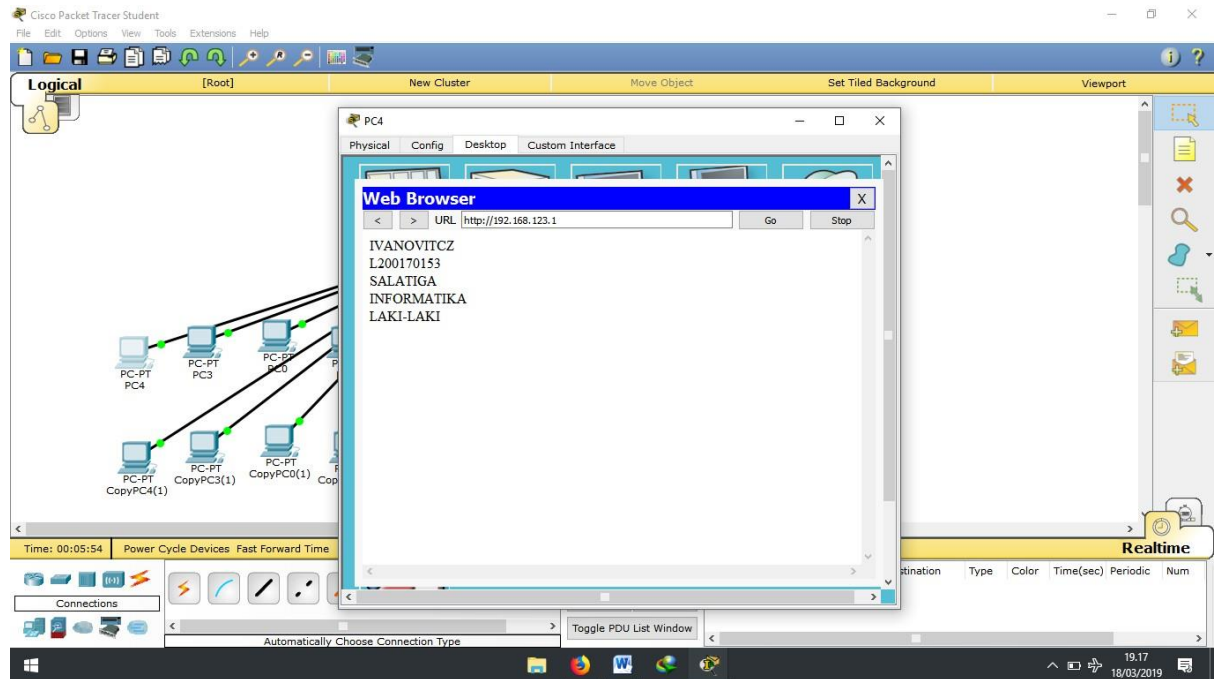 Cisco Packet Tracer Student
File Edit Options View Tools Extensions Help
Logical [Root] New Cluster Move Object Set Tiled Background Viewport
PC4
Physical Config Desktop Custom Interface
Web Browser X
< > URL http://192.168.123.1 Go Stop
IVANOVITCZ
L200170153
SALATIGA
INFORMATIKA
LAKI-LAKI
PC-PT
PC4
PC-PT
PC3
PC-PT
PC0
PC-PT
CopyPC4(1)
PC-PT
CopyPC3(1)
PC-PT
CopyPC0(1)
Time: 00:05:54 Power Cycle Devices Fast Forward Time Realtime
Type Color Time(sec) Periodic Num
Connections
Automatically Choose Connection Type
Toggle PDU List Window
19.17
18/03/2019